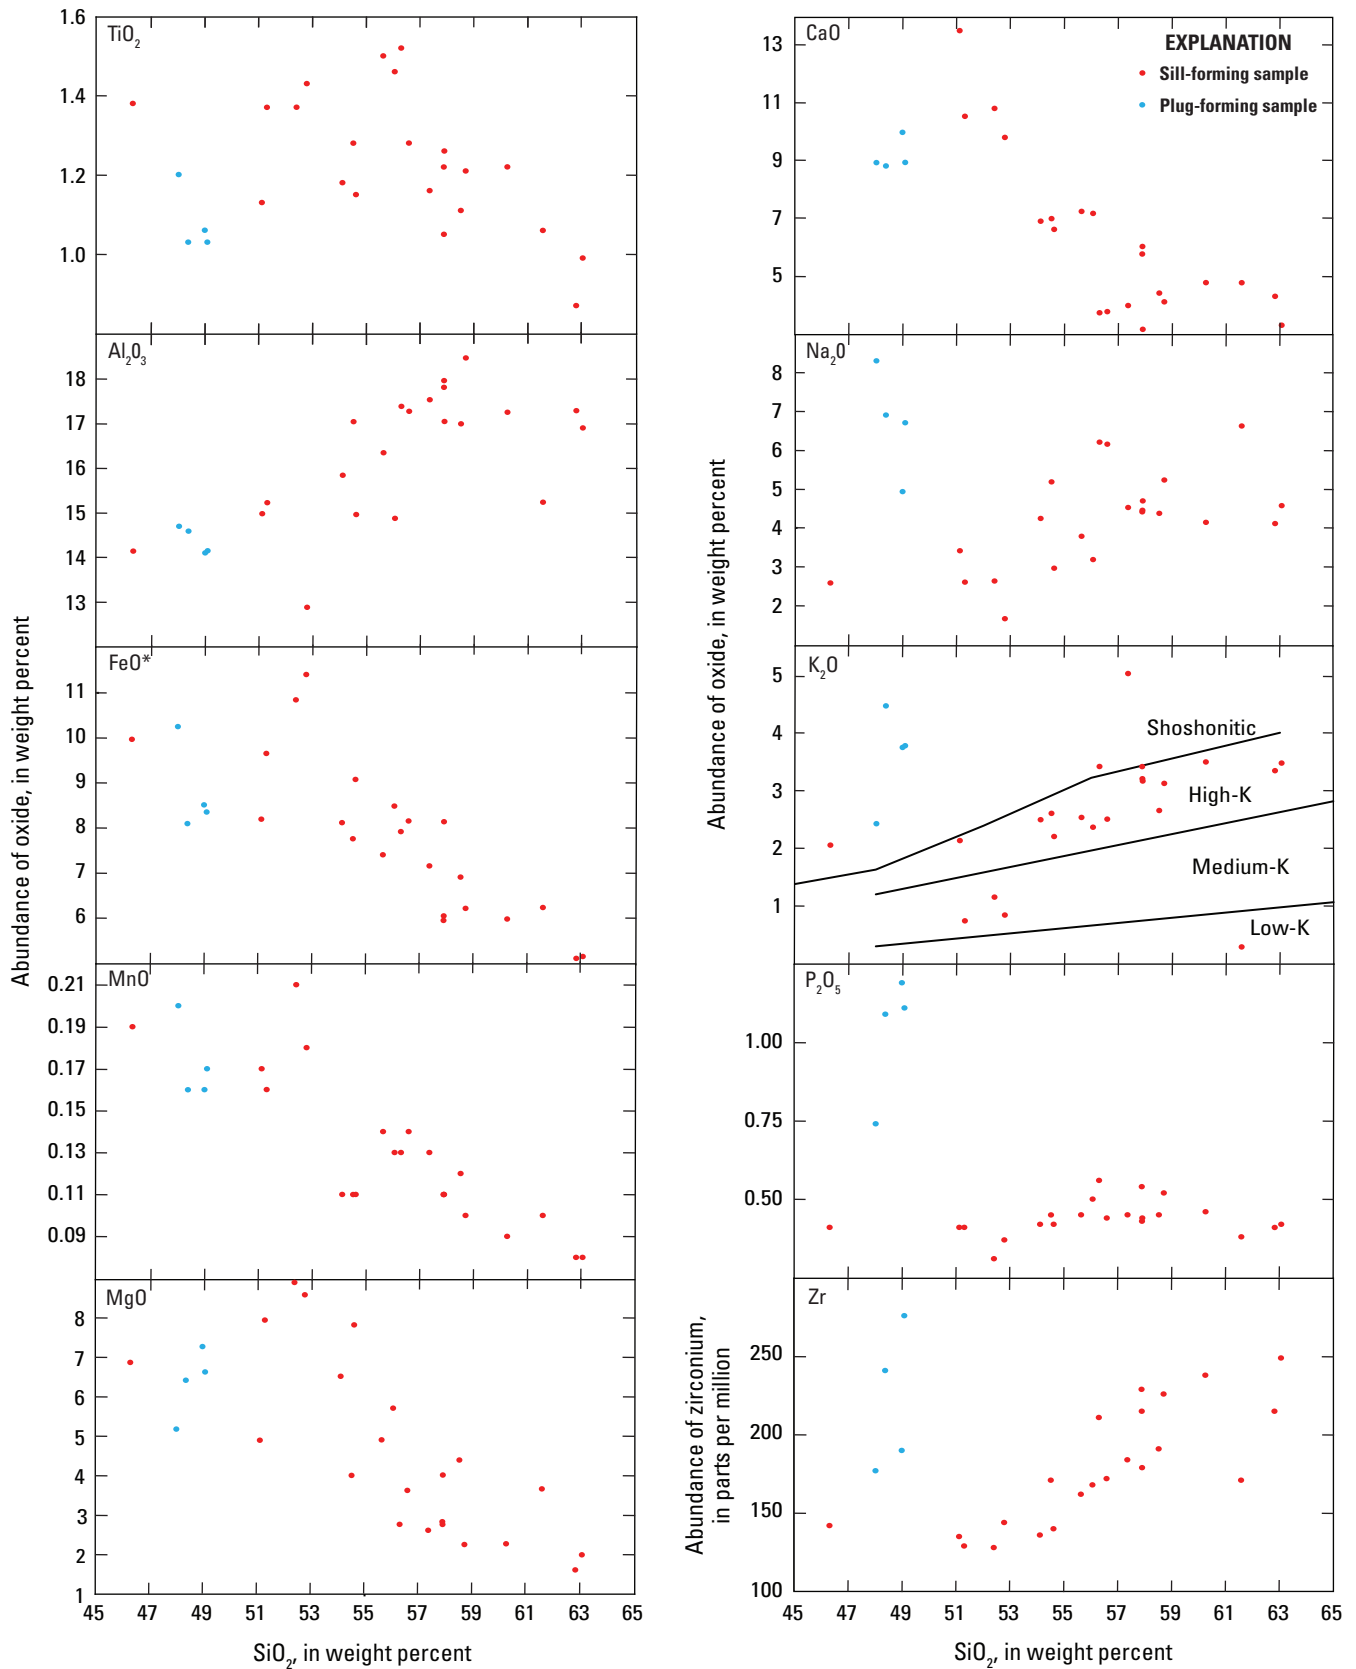 Abundance of oxide, in weight percent
TiO2
1.6
1.4
1.2
1.0
Al2O3
18
17
16
15
14
13
FeO*
11
10
9
8
7
6
MnO
0.21
0.19
0.17
0.15
0.13
0.11
0.09
MgO
8
7
6
5
4
3
2
1
45 47 49 51 53 55 57 59 61 63 65
SiO2, in weight percent
Abundance of oxide, in weight percent
CaO
13
11
9
7
5
EXPLANATION
Sill-forming sample
Plug-forming sample
Na2O
8
7
6
5
4
3
2
K2O
5
4
3
2
1
Shoshonitic
High-K
Medium-K
Low-K
P2O5
1.00
0.75
0.50
Abundance of zirconium,
in parts per million
Zr
250
200
150
100
45 47 49 51 53 55 57 59 61 63 65
SiO2, in weight percent